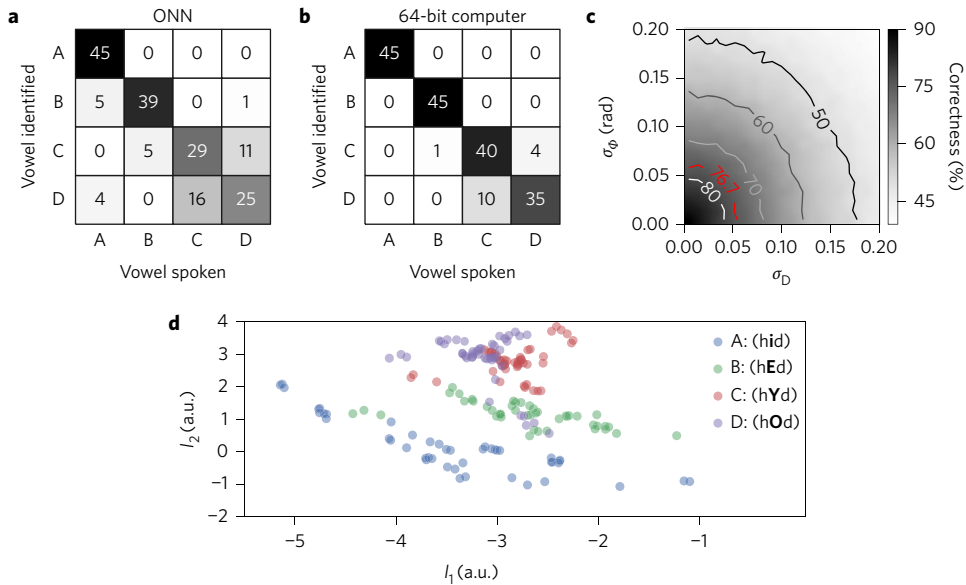 a
ONN
Vowel identified
A 45 0 0 0
B 5 39 0 1
C 0 5 29 11
D 4 0 16 25
A B C D
Vowel spoken
b
64-bit computer
Vowel identified
A 45 0 0 0
B 0 45 0 0
C 0 1 40 4
D 0 0 10 35
A B C D
Vowel spoken
c
0.20
0.15
0.10
0.05
0.00
σΦ (rad)
50
60
70
76.7
80
0.00 0.05 0.10 0.15 0.20
σD
90
75
60
45
Correctness (%)
d
4
3
2
1
0
−1
−2
l2 (a.u.)
A: (hid)
B: (hEd)
C: (hYd)
D: (hOd)
−5 −4 −3 −2 −1
l1 (a.u.)